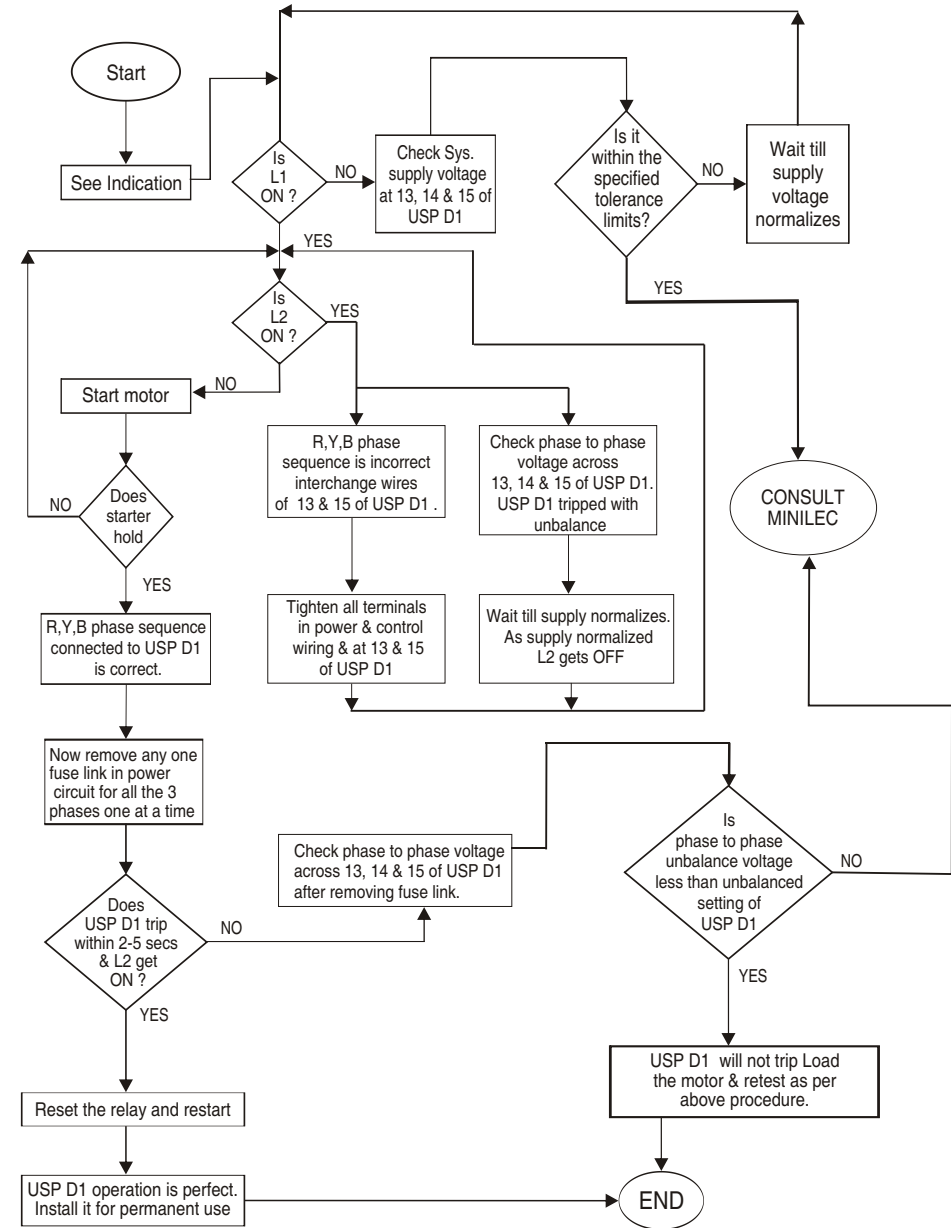 Start
See Indication
Is
L1
ON ?
NO
Check Sys.
supply voltage
at 13, 14 & 15 of
USP D1
Is it
within the
specified
tolerance
limits?
NO
Wait till
supply
voltage
normalizes
YES
YES
Is
L2
ON ?
YES
NO
Start motor
R,Y,B phase
sequence is incorrect
interchange wires
of 13 & 15 of USP D1 .
Check phase to phase
voltage across
13, 14 & 15 of USP D1.
USP D1 tripped with
unbalance
CONSULT
MINILEC
Does
starter
hold
NO
YES
Tighten all terminals
in power & control
wiring & at 13 & 15
of USP D1
Wait till supply normalizes.
As supply normalized
L2 gets OFF
R,Y,B phase sequence
connected to USP D1
is correct.
Now remove any one
fuse link in power
circuit for all the 3
phases one at a time
Check phase to phase voltage
across 13, 14 & 15 of USP D1
after removing fuse link.
Is
phase to phase
unbalance voltage
less than unbalanced
setting of
USP D1
NO
Does
USP D1 trip
within 2-5 secs
& L2 get
ON ?
NO
YES
YES
USP D1 will not trip Load
the motor & retest as per
above procedure.
Reset the relay and restart
USP D1 operation is perfect.
Install it for permanent use
END